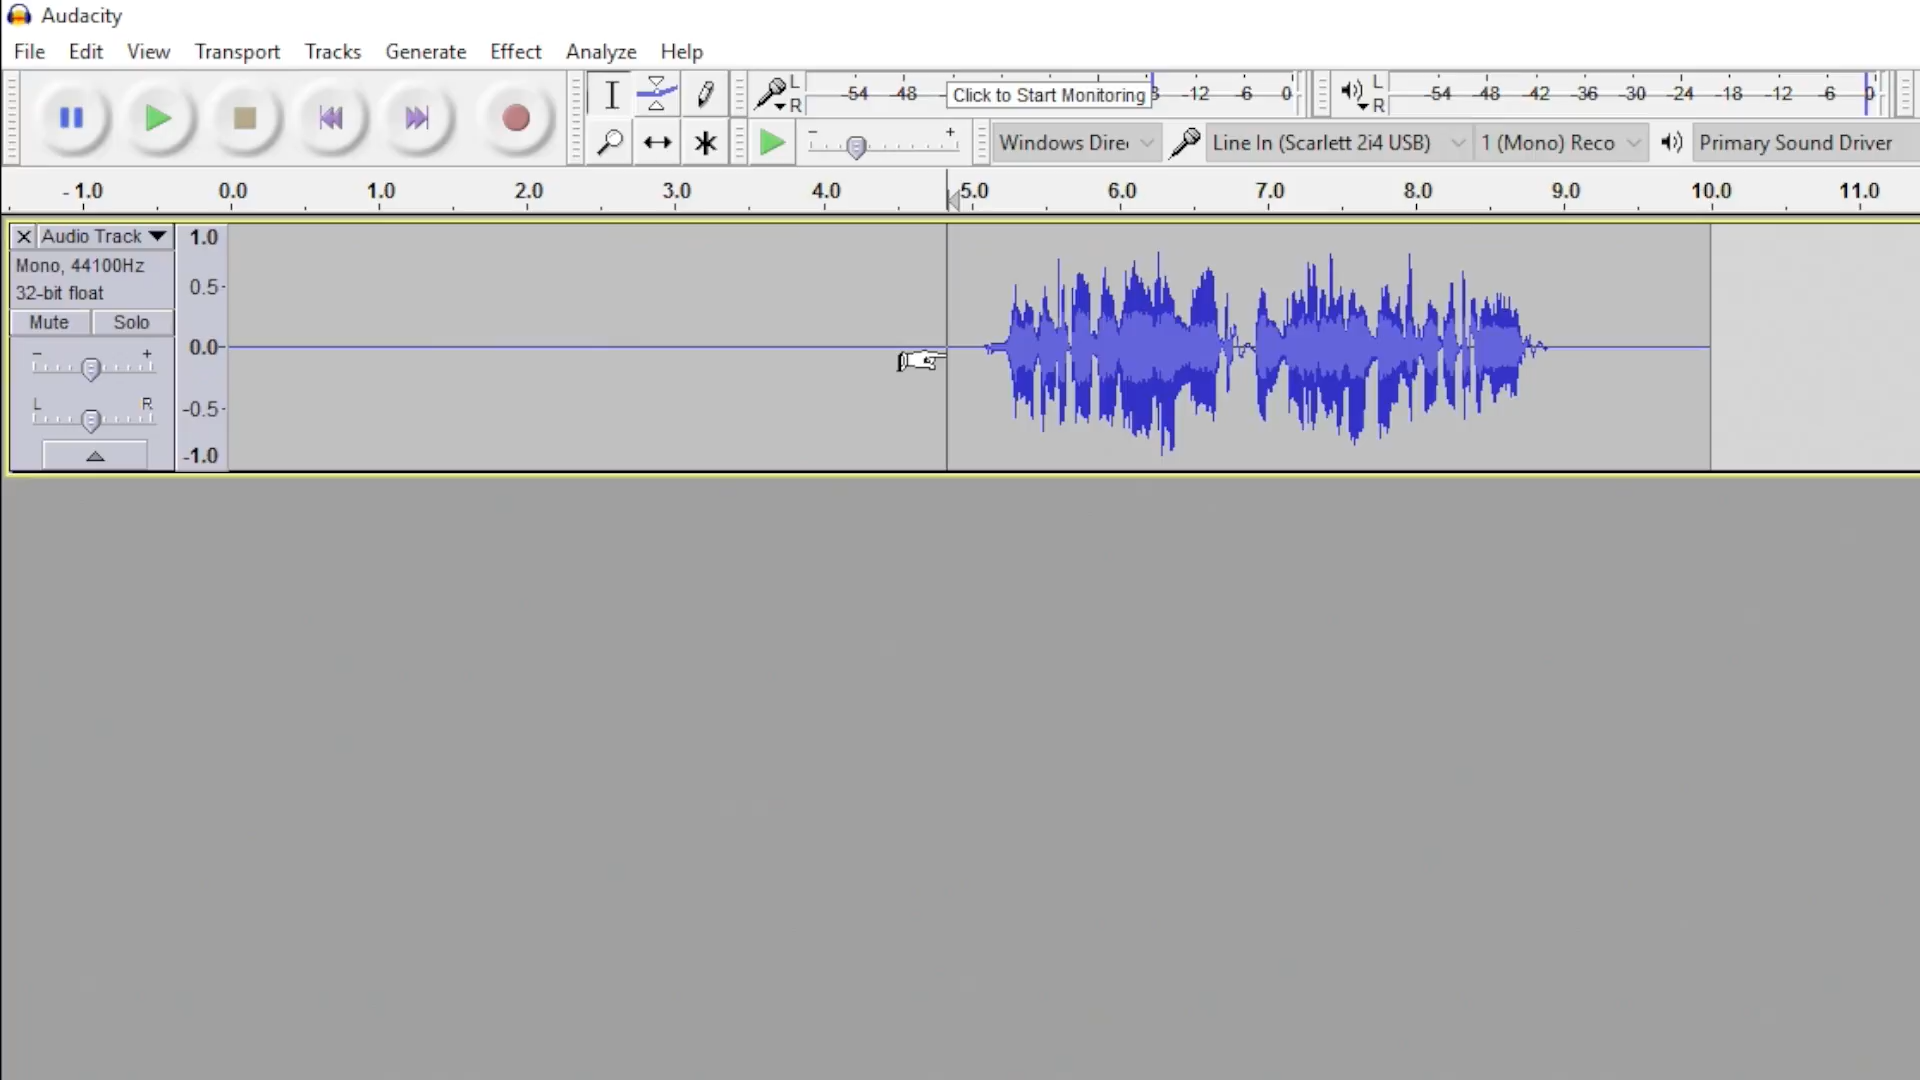 Audacity
File Edit View Transport Tracks Generate Effect Analyze Help
L -54 -48 Click to Start Monitoring -12 -6 0 L -54 -48 -42 -36 -30 -24 -18 -12 -6 0
R R
Windows Dire Line In (Scarlett 2i4 USB) 1 (Mono) Reco Primary Sound Driver
-1.0 0.0 1.0 2.0 3.0 4.0 5.0 6.0 7.0 8.0 9.0 10.0 11.0
Audio Track 1.0
Mono, 44100Hz
32-bit float 0.5
Mute Solo
0.0
L R
-0.5
-1.0